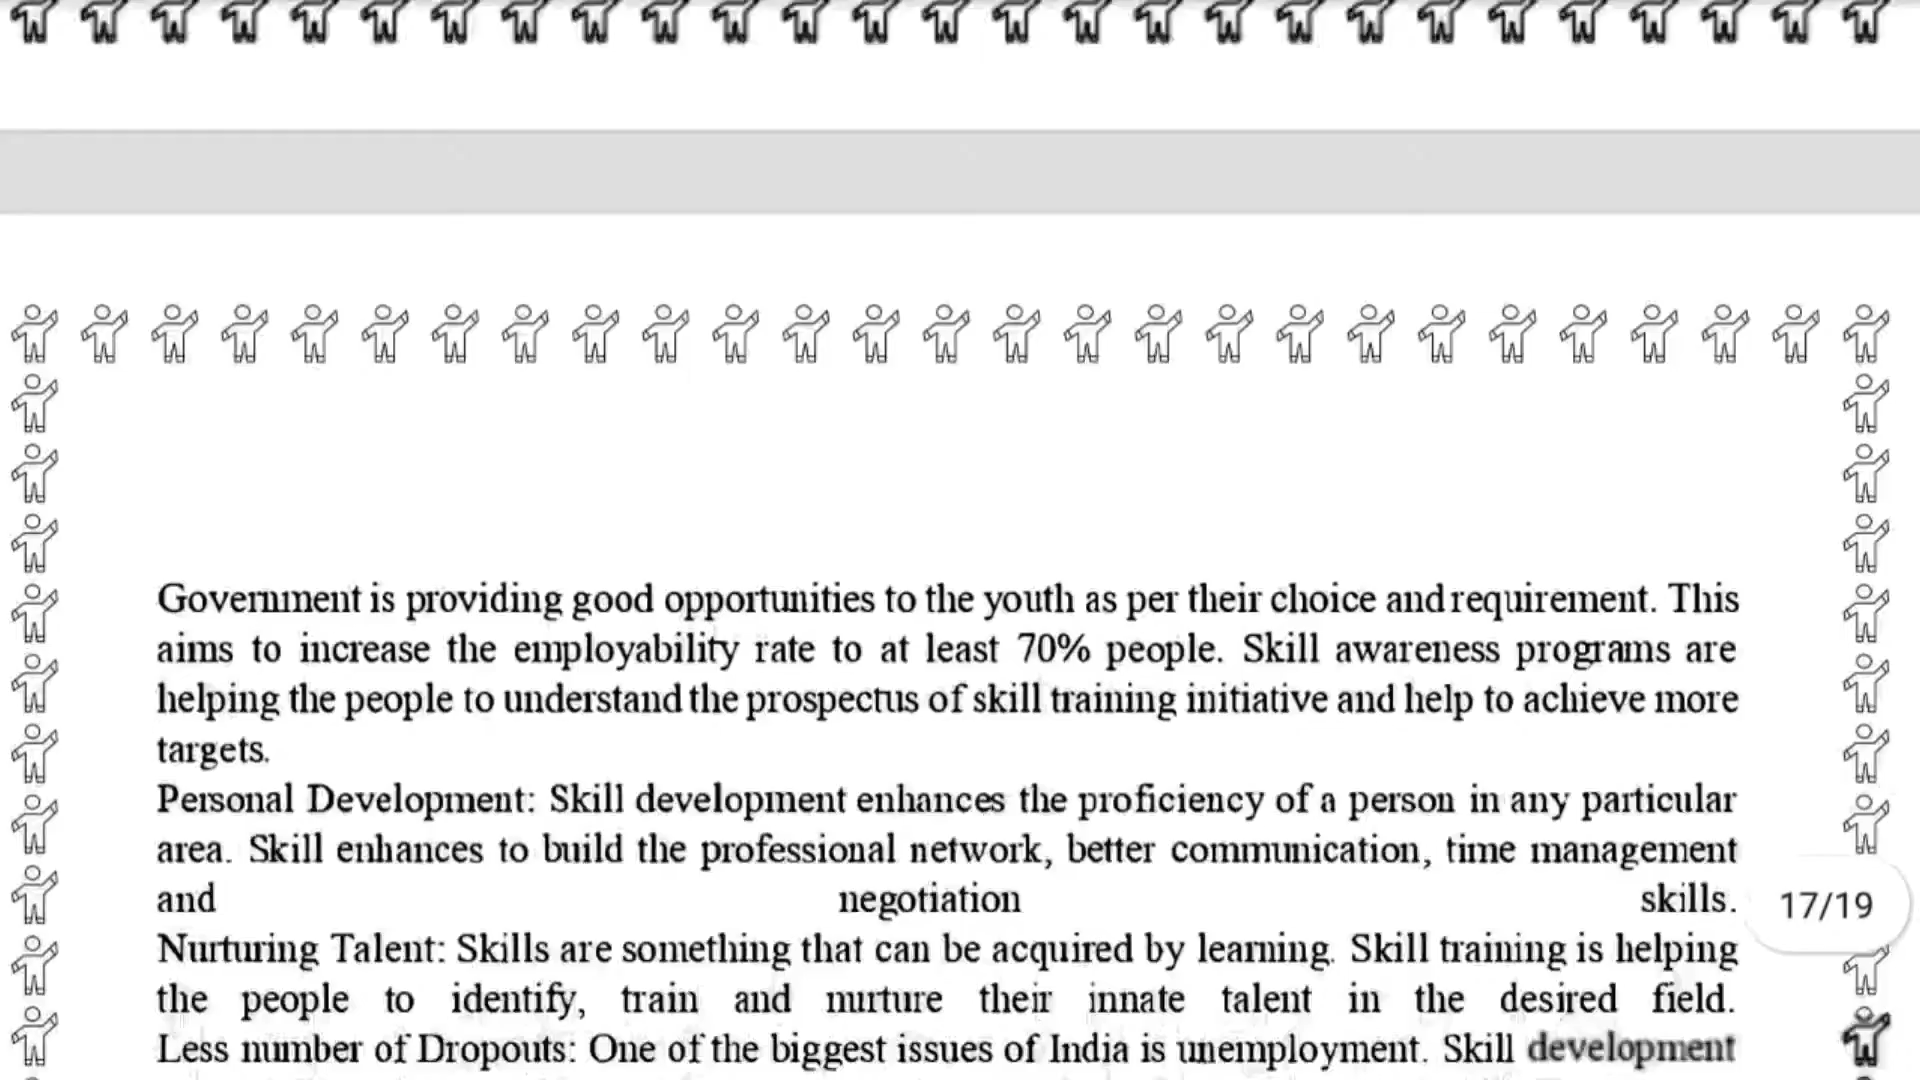 Government is providing good opportunities to the youth as per their choice and requirement. This
aims to increase the employability rate to at least 70% people. Skill awareness programs are
helping the people to understand the prospectus of skill training initiative and help to achieve more
targets.
Personal Development: Skill development enhances the proficiency of a person in any particular
area. Skill enhances to build the professional network, better communication, time management
and negotiation skills.
17/19
Nurturing Talent: Skills are something that can be acquired by learning. Skill training is helping
the people to identify, train and nurture their innate talent in the desired field.
Less number of Dropouts: One of the biggest issues of India is unemployment. Skill development